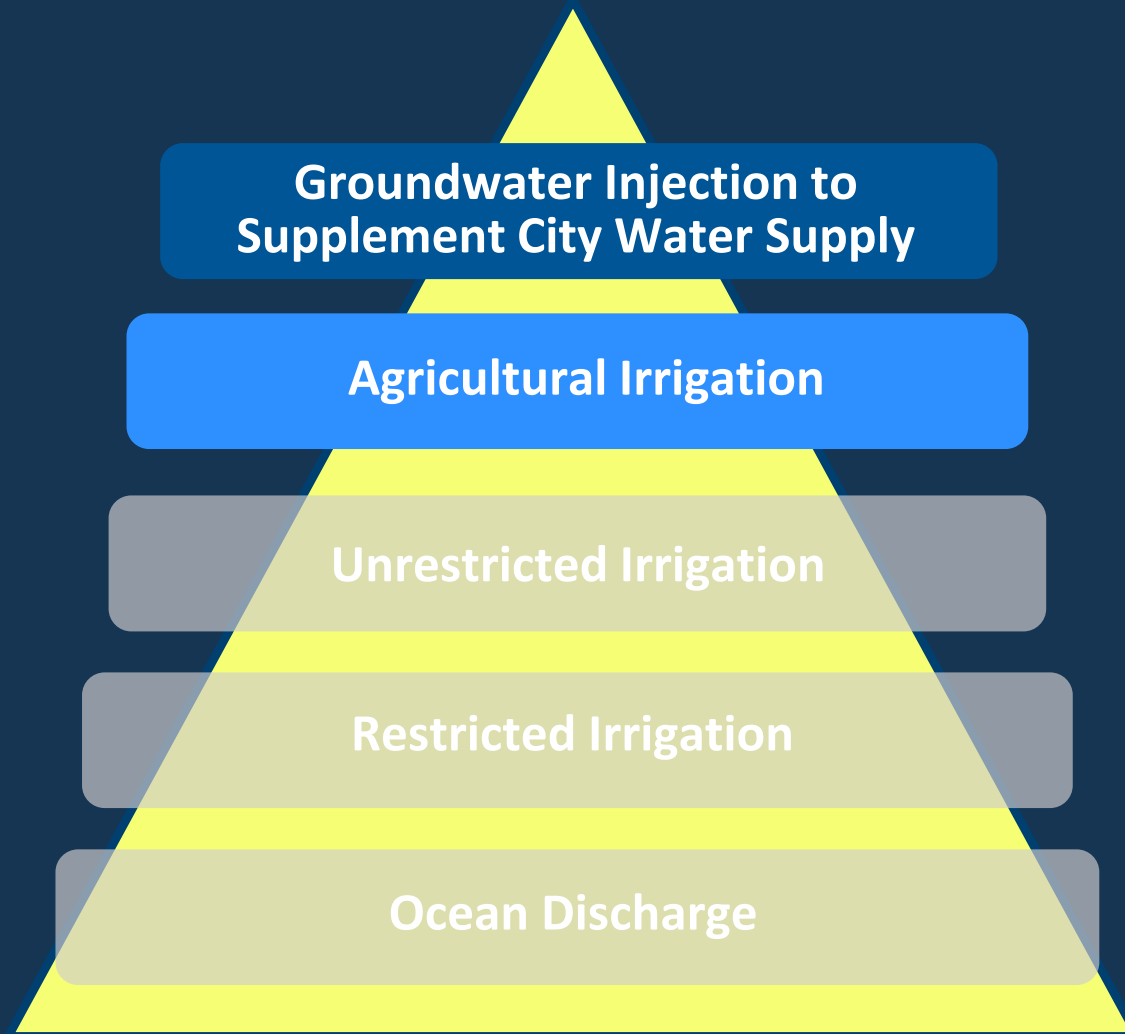 Groundwater Injection to
Supplement City Water Supply
Agricultural Irrigation
Unrestricted Irrigation
Restricted Irrigation
Ocean Discharge